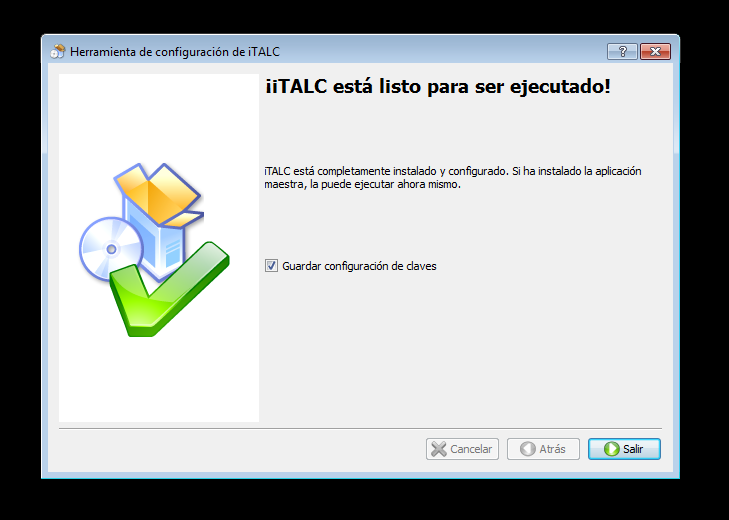 Herramienta de configuración de iTALC
?
¡iTALC está listo para ser ejecutado!
iTALC está completamente instalado y configurado. Si ha instalado la aplicación
maestra, la puede ejecutar ahora mismo.
Guardar configuración de claves
Cancelar
Atrás
Salir